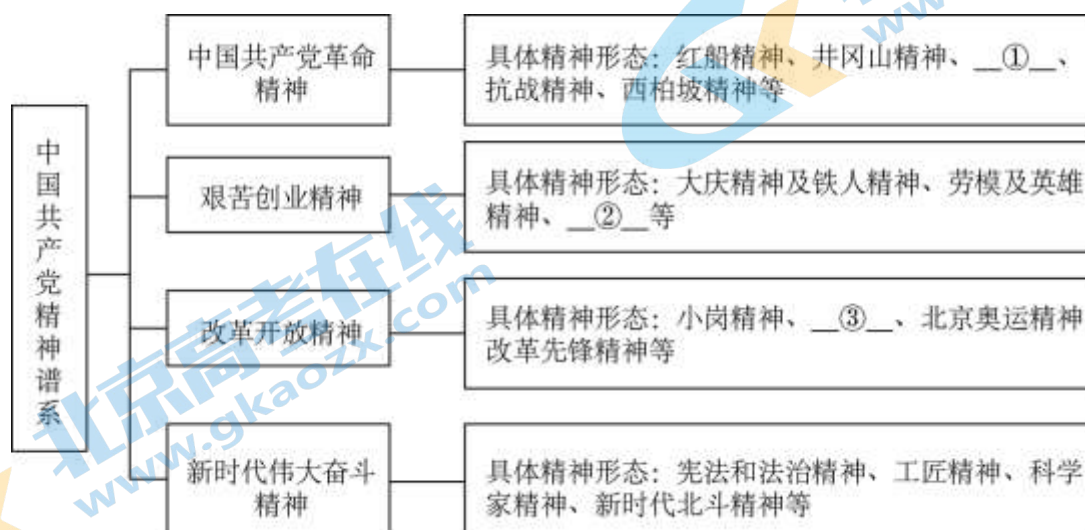 中国共产党精神谱系
中国共产党革命
精神
具体精神形态：红船精神、井冈山精神、__①__、
抗战精神、西柏坡精神等
艰苦创业精神
具体精神形态：大庆精神及铁人精神、劳模及英雄
精神、__②__等
改革开放精神
具体精神形态：小岗精神、__③__、北京奥运精神
改革先锋精神等
新时代伟大奋斗
精神
具体精神形态：宪法和法治精神、工匠精神、科学
家精神、新时代北斗精神等
北京高考在线
www.gkaozx.com